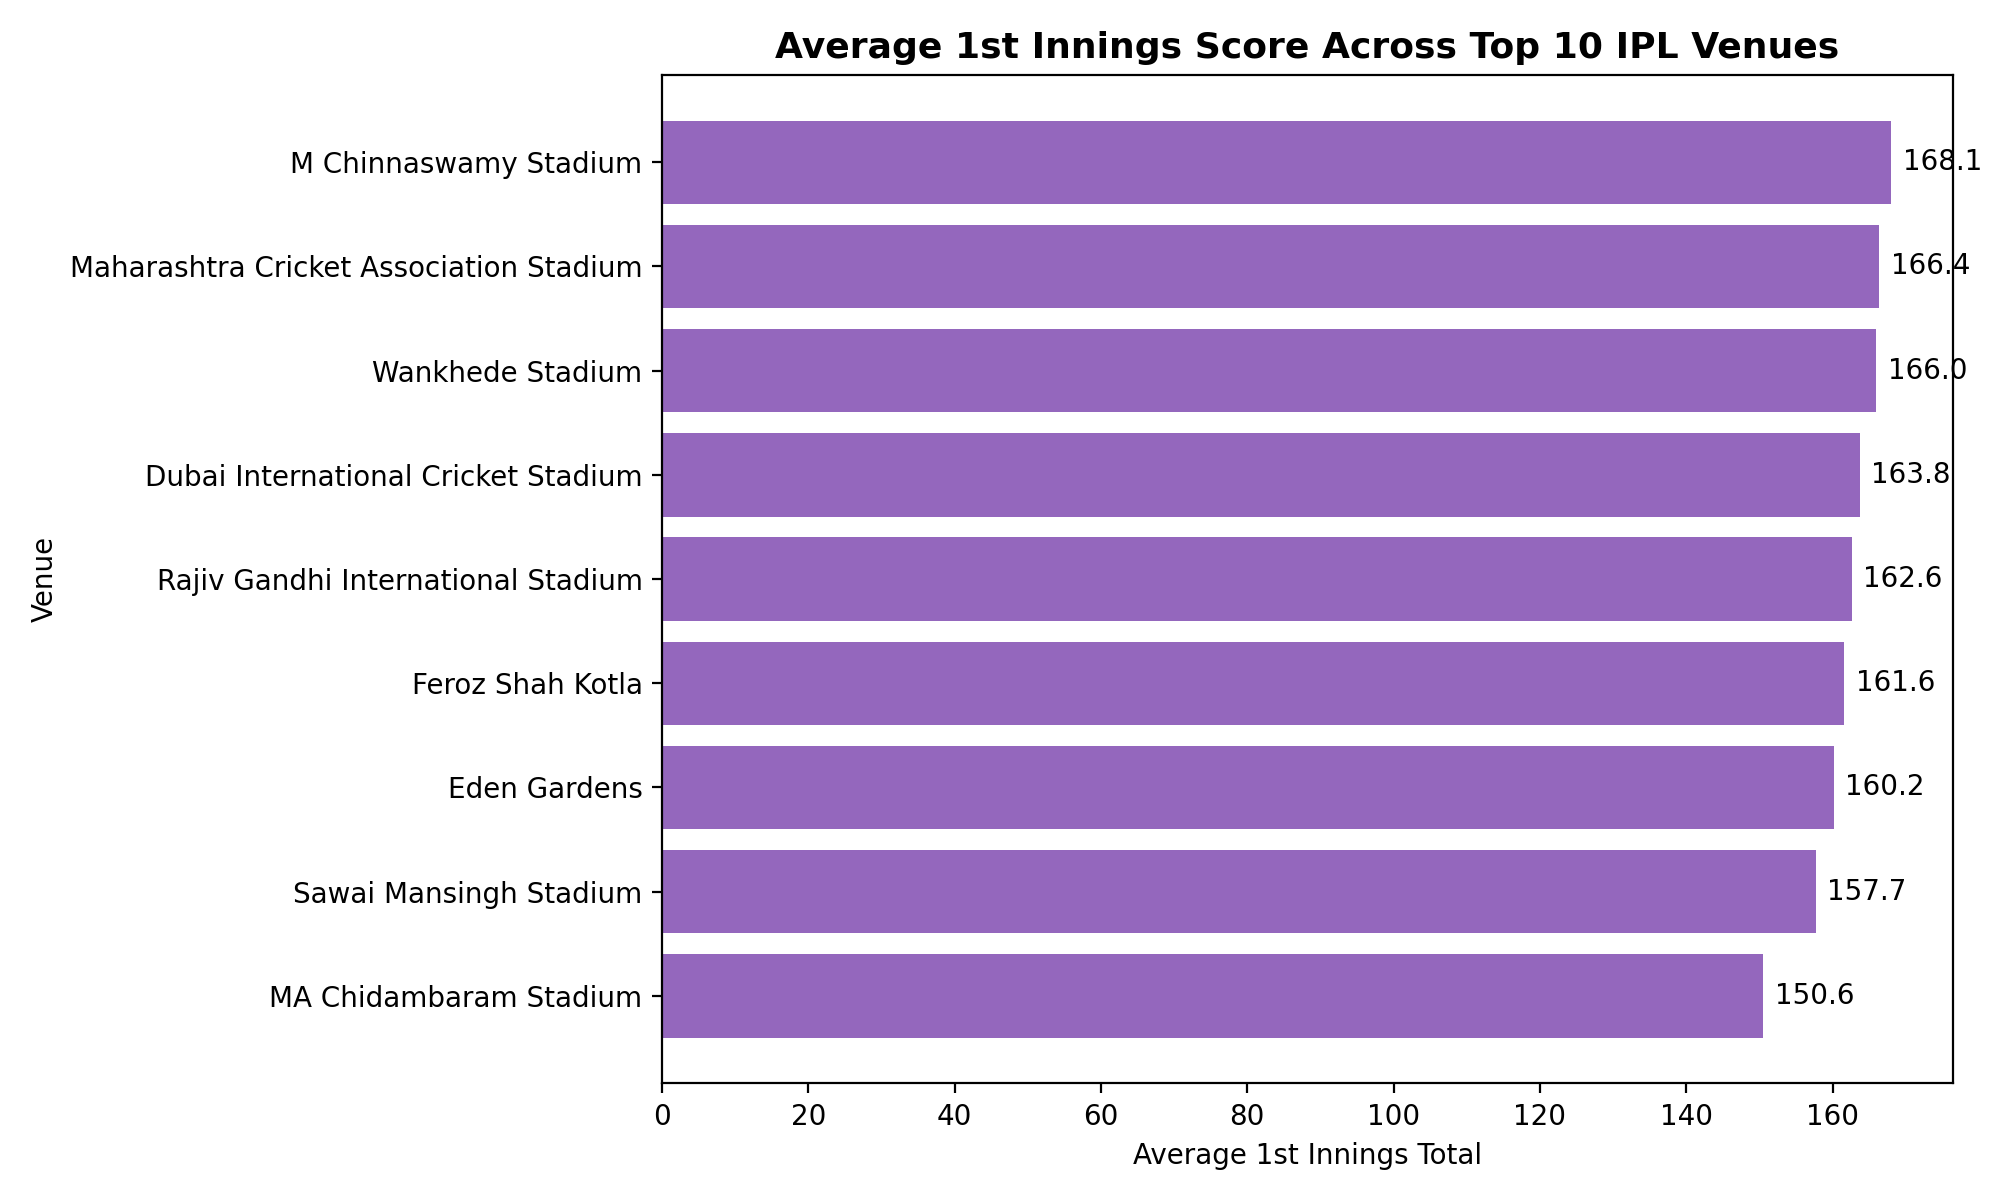 Average 1st Innings Score Across Top 10 IPL Venues
M Chinnaswamy Stadium 168.1
Maharashtra Cricket Association Stadium 166.4
Wankhede Stadium 166.0
Dubai International Cricket Stadium 163.8
Rajiv Gandhi International Stadium 162.6
Feroz Shah Kotla 161.6
Eden Gardens 160.2
Sawai Mansingh Stadium 157.7
MA Chidambaram Stadium 150.6
Venue
0 20 40 60 80 100 120 140 160
Average 1st Innings Total